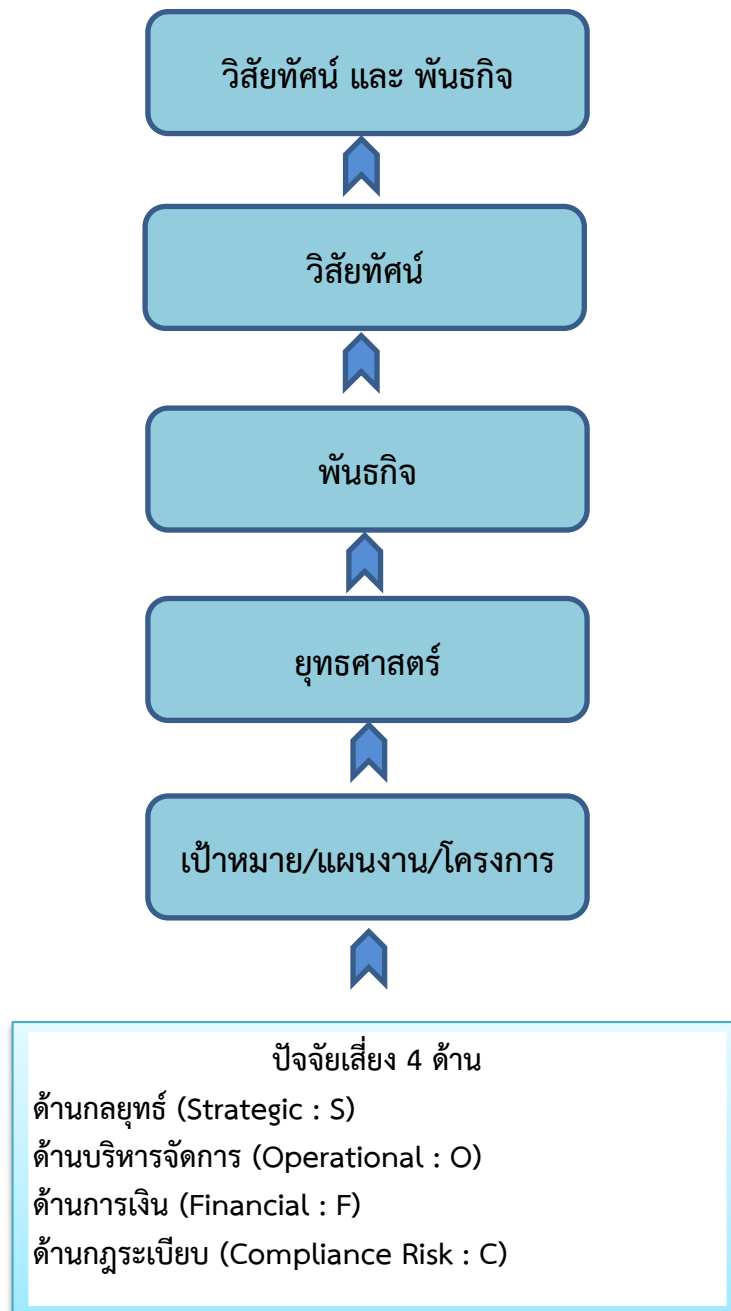 วิสัยทัศน์ และ พันธกิจ
วิสัยทัศน์
พันธกิจ
ยุทธศาสตร์
เป้าหมาย/แผนงาน/โครงการ
ปัจจัยเสี่ยง 4 ด้าน
ด้านกลยุทธ์ (Strategic : S)
ด้านบริหารจัดการ (Operational : O)
ด้านการเงิน (Financial : F)
ด้านกฎระเบียบ (Compliance Risk : C)